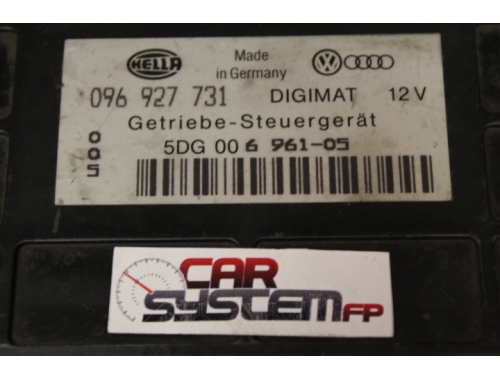 HELLA
Made
in Germany
096 927 731 DIGIMAT 12 V
Getriebe-Steuergerät
5DG 00 6 961-05
005
CAR
SYSTEM FP